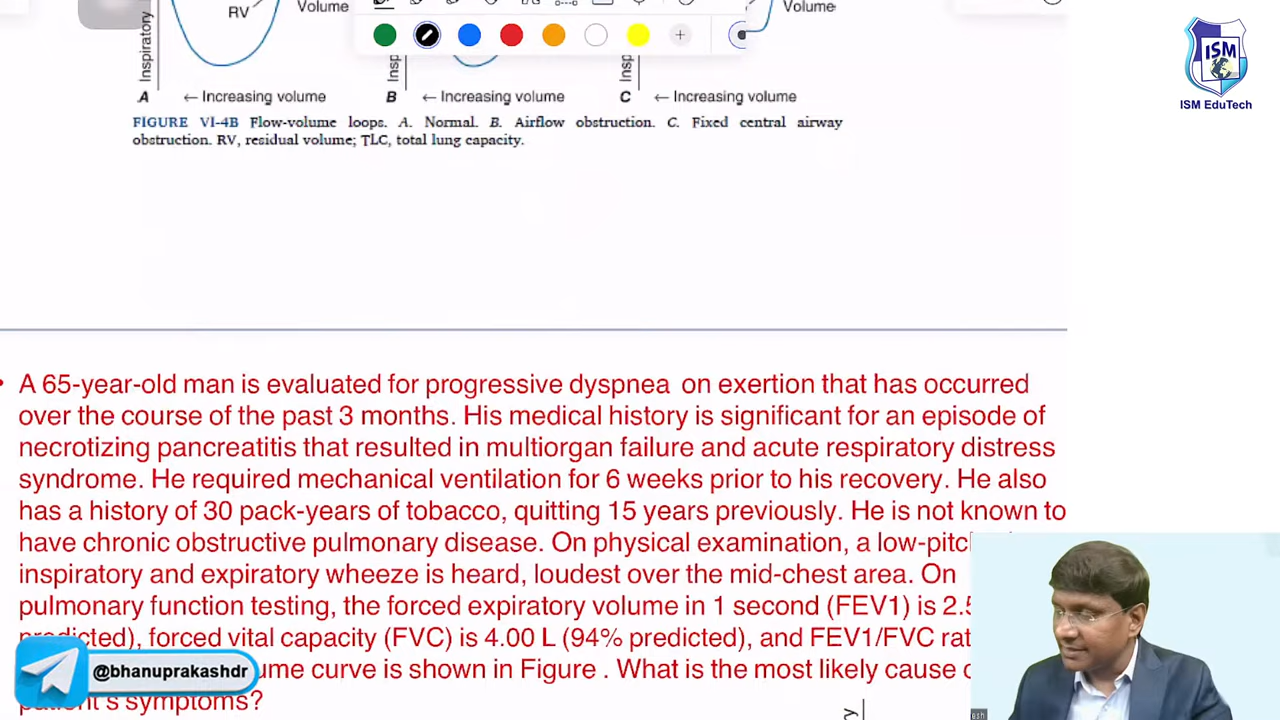 Inspiratory
RV
Volume
Insp
Insp
Volume
A
← Increasing volume
B
← Increasing volume
C
← Increasing volume
FIGURE VI-4B Flow-volume loops. A. Normal. B. Airflow obstruction. C. Fixed central airway
obstruction. RV, residual volume; TLC, total lung capacity.
ISM
ISM EduTech
• A 65-year-old man is evaluated for progressive dyspnea on exertion that has occurred
over the course of the past 3 months. His medical history is significant for an episode of
necrotizing pancreatitis that resulted in multiorgan failure and acute respiratory distress
syndrome. He required mechanical ventilation for 6 weeks prior to his recovery. He also
has a history of 30 pack-years of tobacco, quitting 15 years previously. He is not known to
have chronic obstructive pulmonary disease. On physical examination, a low-pitc
inspiratory and expiratory wheeze is heard, loudest over the mid-chest area. On
pulmonary function testing, the forced expiratory volume in 1 second (FEV1) is 2.5
predicted), forced vital capacity (FVC) is 4.00 L (94% predicted), and FEV1/FVC rat
ume curve is shown in Figure . What is the most likely cause
patient's symptoms?
@bhanuprakashdr